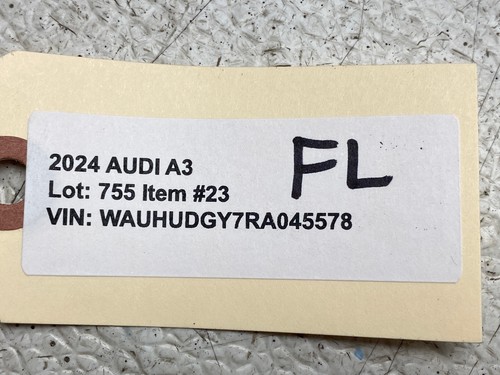 2024 AUDI A3
Lot: 755 Item #23
VIN: WAUHUDGY7RA045578
FL